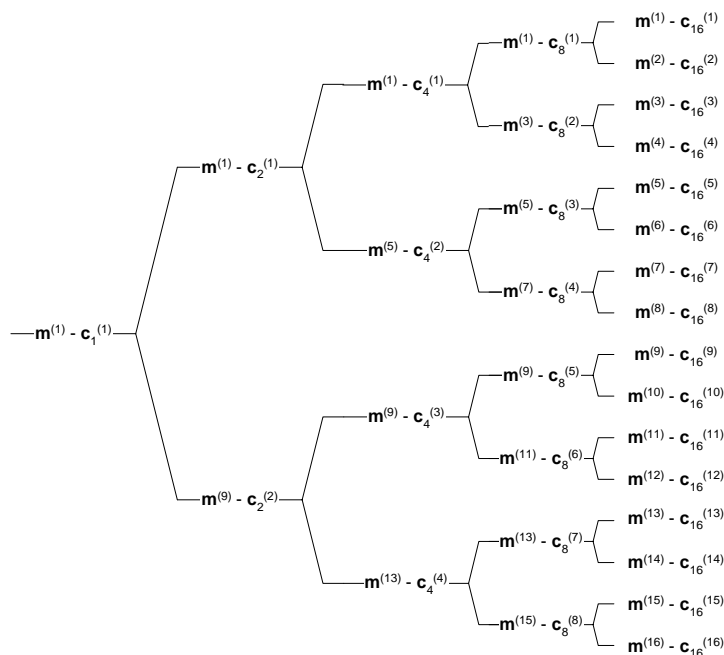 m⁽¹⁾ - c₁₆⁽¹⁾
m⁽¹⁾ - c₈⁽¹⁾
m⁽²⁾ - c₁₆⁽²⁾
m⁽¹⁾ - c₄⁽¹⁾
m⁽³⁾ - c₁₆⁽³⁾
m⁽³⁾ - c₈⁽²⁾
m⁽⁴⁾ - c₁₆⁽⁴⁾
m⁽¹⁾ - c₂⁽¹⁾
m⁽⁵⁾ - c₁₆⁽⁵⁾
m⁽⁵⁾ - c₈⁽³⁾
m⁽⁶⁾ - c₁₆⁽⁶⁾
m⁽⁵⁾ - c₄⁽²⁾
m⁽⁷⁾ - c₁₆⁽⁷⁾
m⁽⁷⁾ - c₈⁽⁴⁾
m⁽⁸⁾ - c₁₆⁽⁸⁾
m⁽¹⁾ - c₁⁽¹⁾
m⁽⁹⁾ - c₁₆⁽⁹⁾
m⁽⁹⁾ - c₈⁽⁵⁾
m⁽¹⁰⁾ - c₁₆⁽¹⁰⁾
m⁽⁹⁾ - c₄⁽³⁾
m⁽¹¹⁾ - c₁₆⁽¹¹⁾
m⁽¹¹⁾ - c₈⁽⁶⁾
m⁽¹²⁾ - c₁₆⁽¹²⁾
m⁽⁹⁾ - c₂⁽²⁾
m⁽¹³⁾ - c₁₆⁽¹³⁾
m⁽¹³⁾ - c₈⁽⁷⁾
m⁽¹⁴⁾ - c₁₆⁽¹⁴⁾
m⁽¹³⁾ - c₄⁽⁴⁾
m⁽¹⁵⁾ - c₁₆⁽¹⁵⁾
m⁽¹⁵⁾ - c₈⁽⁸⁾
m⁽¹⁶⁾ - c₁₆⁽¹⁶⁾